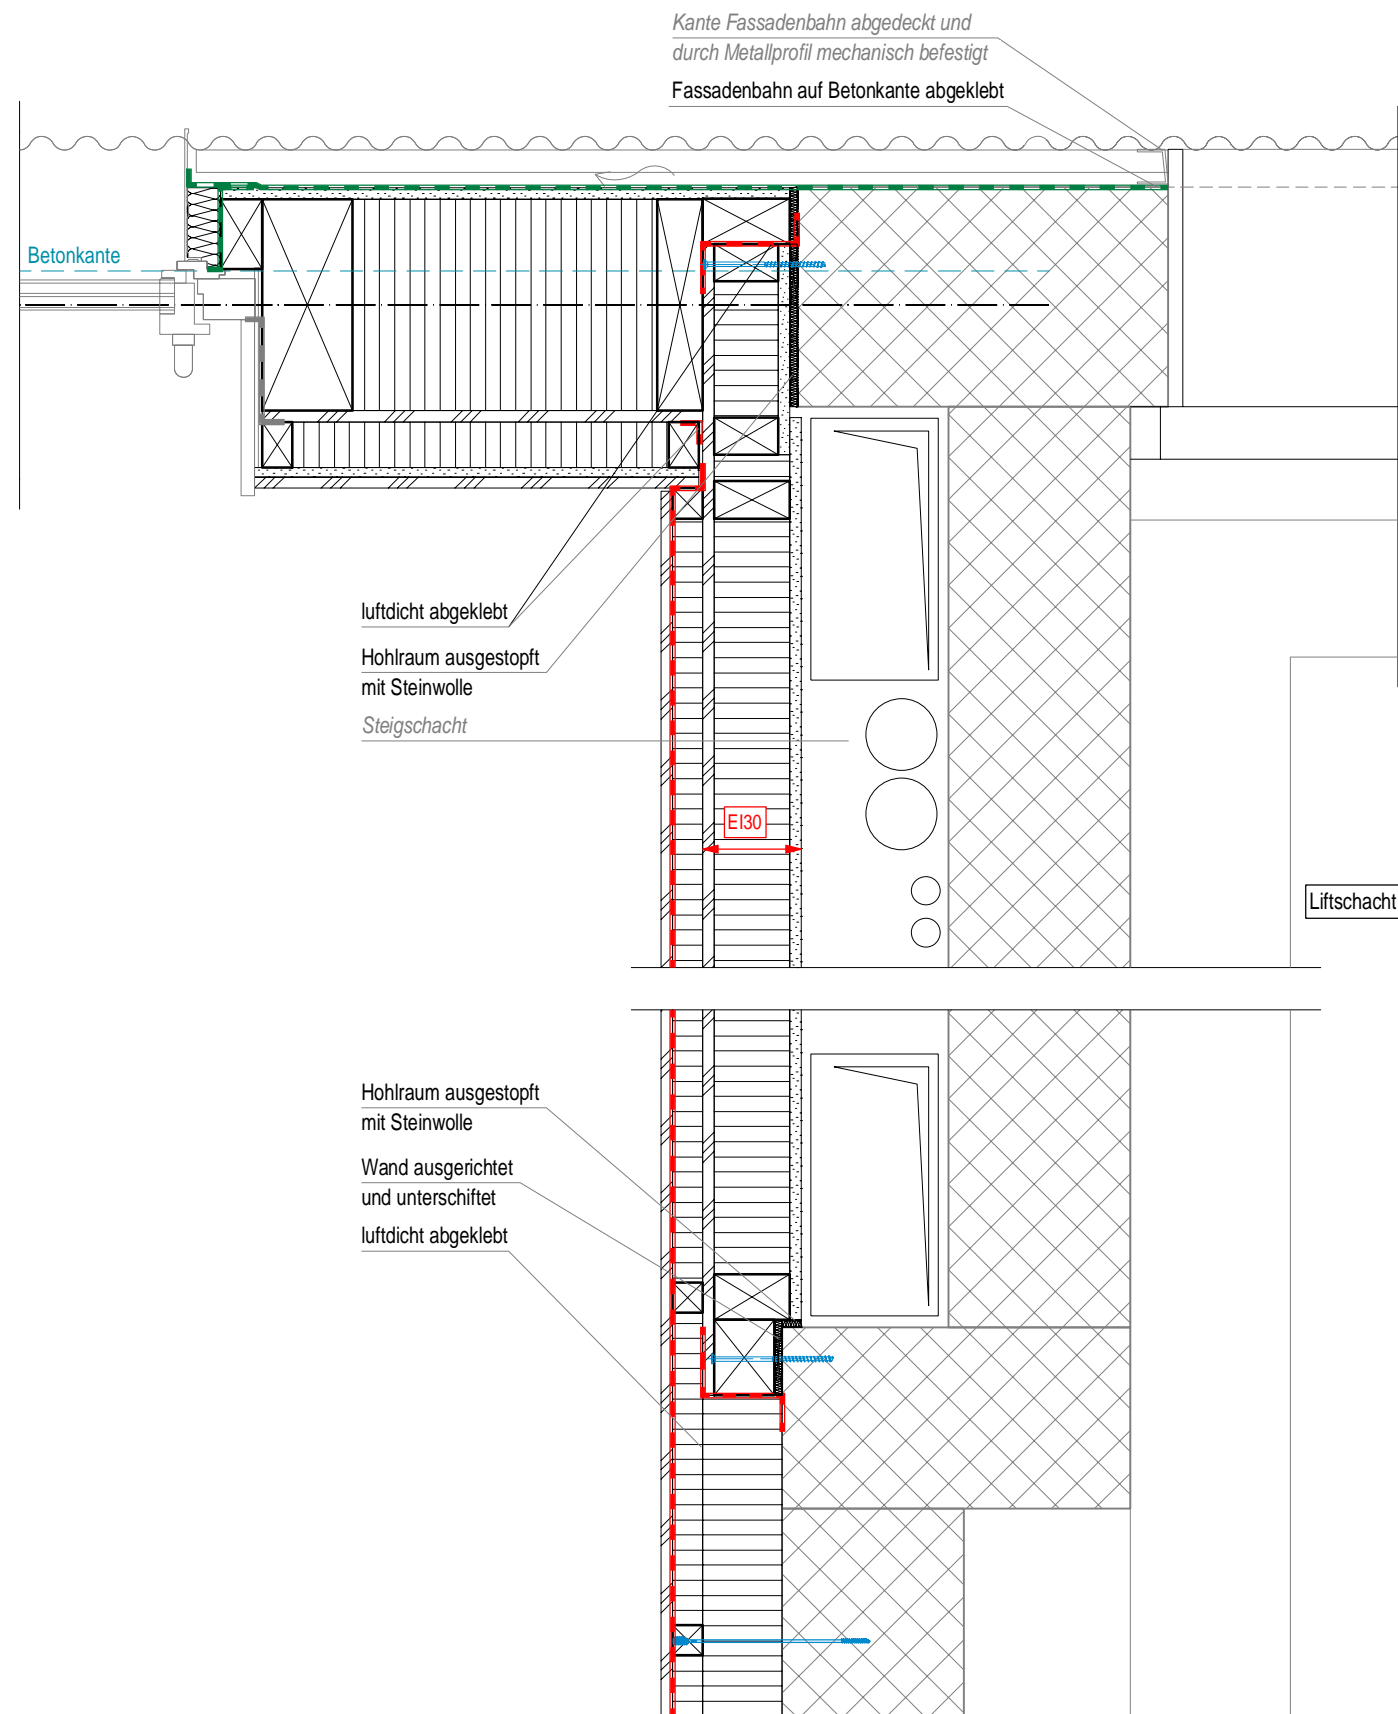 Kante Fassadenbahn abgedeckt und
durch Metallprofil mechanisch befestigt
Fassadenbahn auf Betonkante abgeklebt
Betonkante
luftdicht abgeklebt
Hohlraum ausgestopft
mit Steinwolle
Steigschacht
EI30
Liftschacht
Hohlraum ausgestopft
mit Steinwolle
Wand ausgerichtet
und unterschiftet
luftdicht abgeklebt